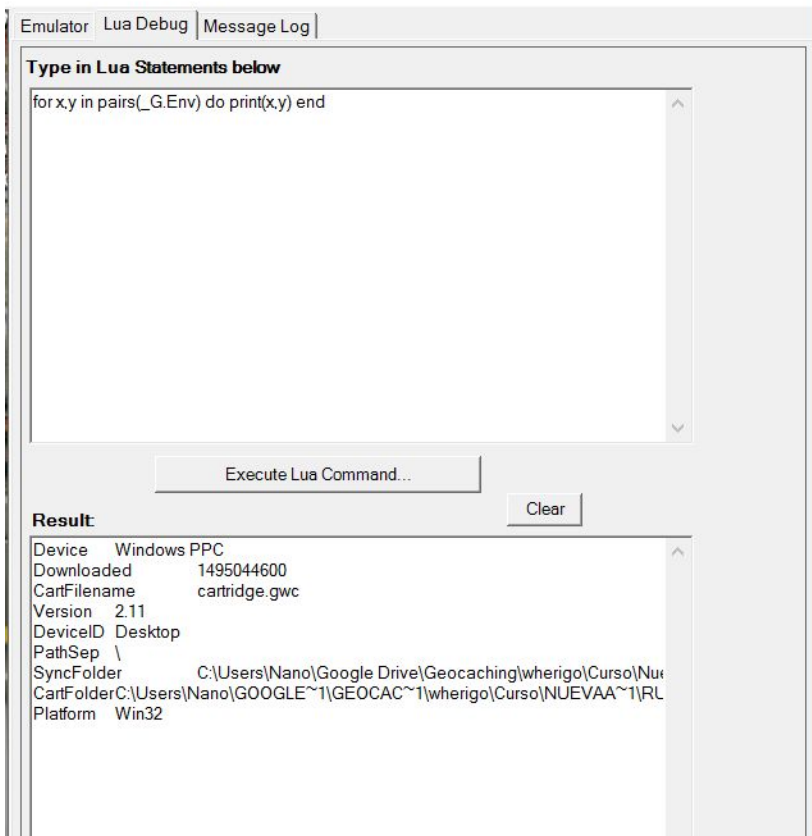 Emulator Lua Debug Message Log
Type in Lua Statements below
for x,y in pairs(_G.Env) do print(x,y) end
Execute Lua Command...
Clear
Result:
Device Windows PPC
Downloaded 1495044600
CartFilename cartridge.gwc
Version 2.11
DeviceID Desktop
PathSep \
SyncFolder C:\Users\Nano\Google Drive\Geocaching\wherigo\Curso\Nue
CartFolderC:\Users\Nano\GOOGLE~1\GEOCAC~1\wherigo\Curso\NUEVAA~1\RU
Platform Win32